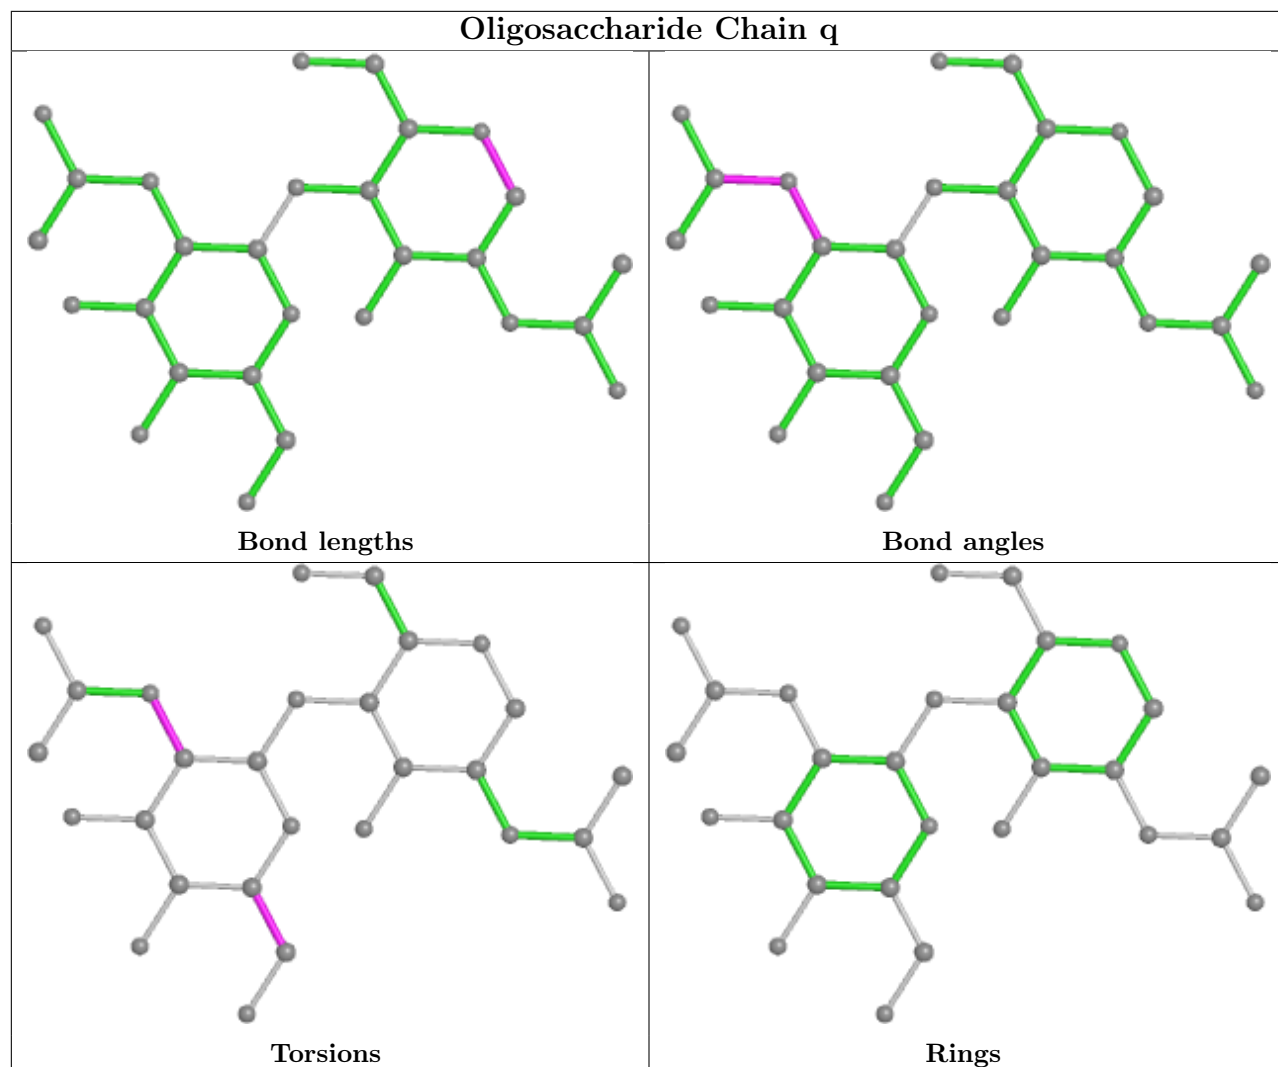 Oligosaccharide Chain q
Bond lengths
Bond angles
Torsions
Rings